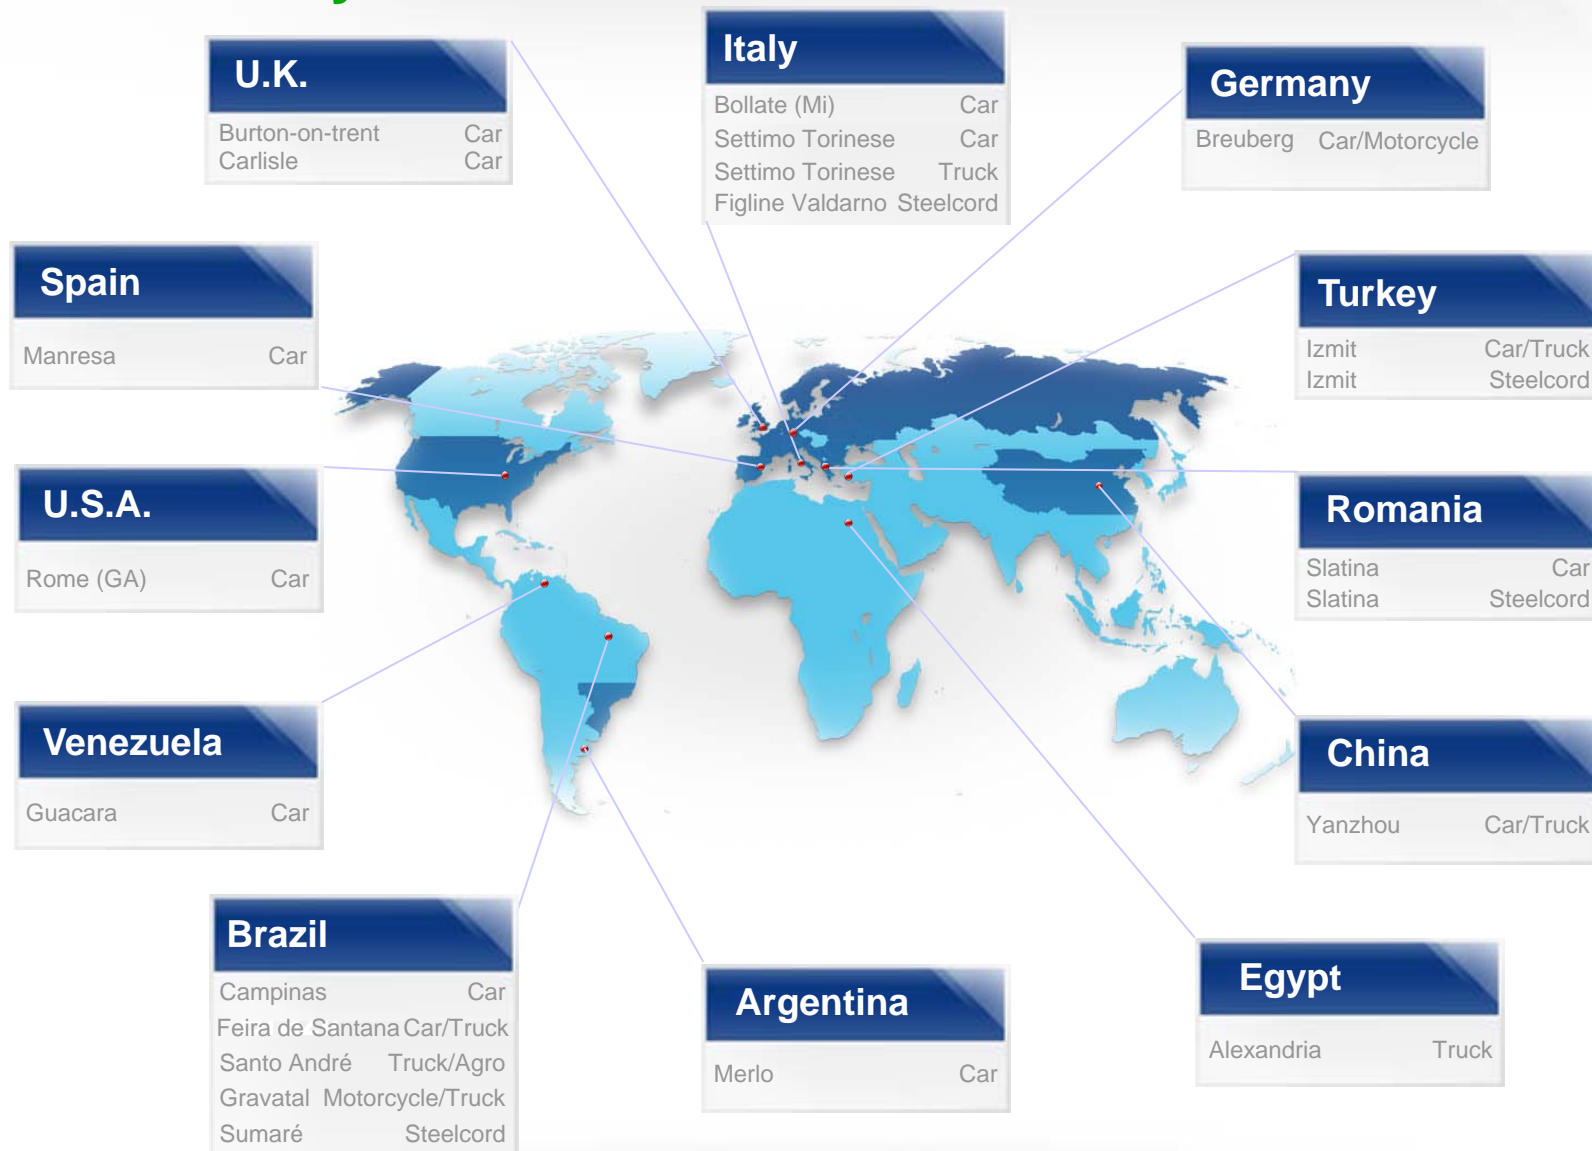 U.K.
Burton-on-trent Car
Carlisle Car
Italy
Bollate (Mi) Car
Settimo Torinese Car
Settimo Torinese Truck
Figline Valdarno Steelcord
Germany
Breuberg Car/Motorcycle
Spain
Manresa Car
Turkey
Izmit Car/Truck
Izmit Steelcord
U.S.A.
Rome (GA) Car
Romania
Slatina Car
Slatina Steelcord
Venezuela
Guacara Car
China
Yanzhou Car/Truck
Brazil
Campinas Car
Feira de Santana Car/Truck
Santo André Truck/Agro
Gravatal Motorcycle/Truck
Sumaré Steelcord
Argentina
Merlo Car
Egypt
Alexandria Truck